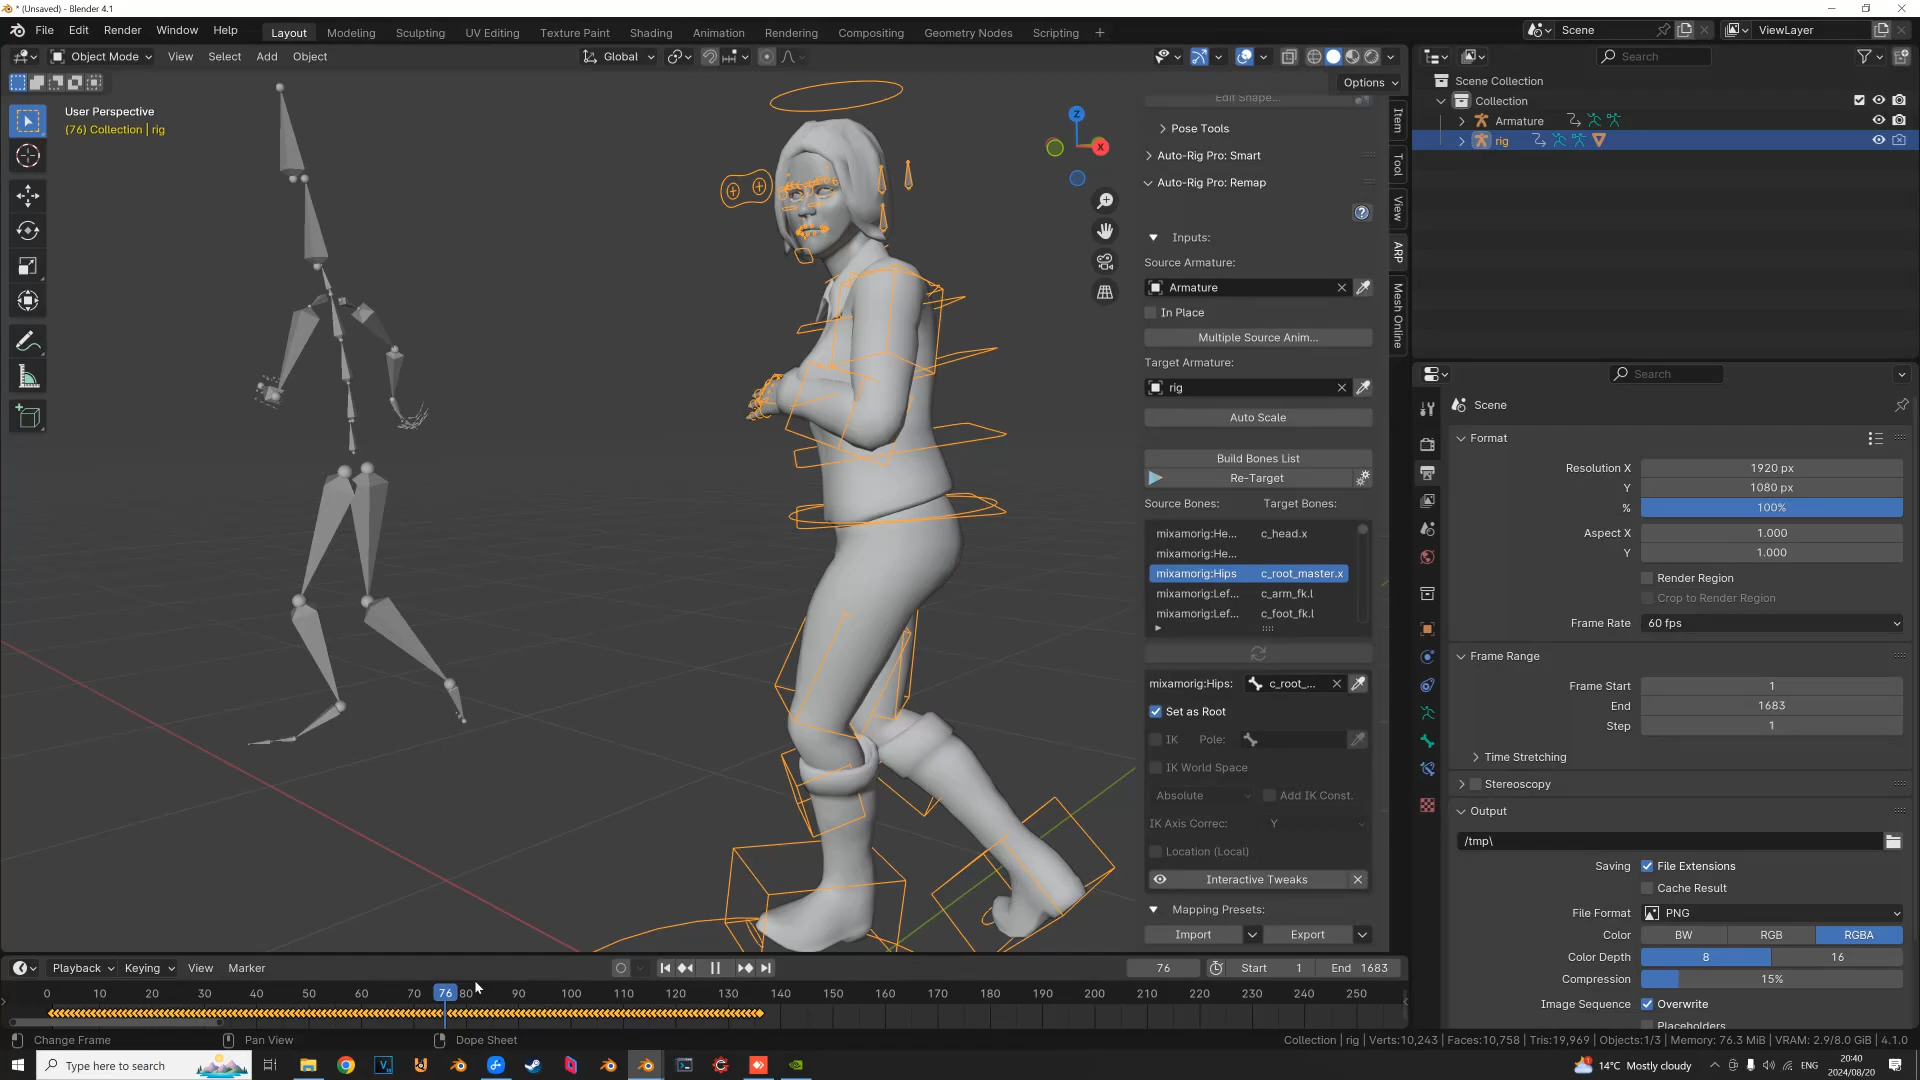 * (Unsaved) - Blender 4.1
File Edit Render Window Help
Layout Modeling Sculpting UV Editing Texture Paint Shading Animation Rendering Compositing Geometry Nodes Scripting +
Scene
ViewLayer
Object Mode View Select Add Object
Global
Search
Options
User Perspective
(76) Collection | rig
Z
X
Scene Collection
Collection
Armature
rig
Edit Shape...
Pose Tools
Auto-Rig Pro: Smart
Auto-Rig Pro: Remap
Inputs:
Source Armature:
Armature
In Place
Multiple Source Anim...
Target Armature:
rig
Auto Scale
Build Bones List
Re-Target
Source Bones: Target Bones:
mixamorig:He... c_head.x
mixamorig:He...
mixamorig:Hips c_root_master.x
mixamorig:Lef... c_arm_fk.l
mixamorig:Lef... c_foot_fk.l
mixamorig:Hips: c_root_...
Set as Root
IK Pole:
IK World Space
Absolute Add IK Const.
IK Axis Correc: Y
Location (Local)
Interactive Tweaks
Mapping Presets:
Import Export
Item
Tool
View
ARP
Mesh Online
Search
Scene
Format
Resolution X 1920 px
Y 1080 px
% 100%
Aspect X 1.000
Y 1.000
Render Region
Crop to Render Region
Frame Rate 60 fps
Frame Range
Frame Start 1
End 1683
Step 1
Time Stretching
Stereoscopy
Output
/tmp\
Saving File Extensions
Cache Result
File Format PNG
Color BW RGB RGBA
Color Depth 8 16
Compression 15%
Image Sequence Overwrite
Placeholders
Playback Keying View Marker
76 Start 1 End 1683
0 10 20 30 40 50 60 70 76 80 90 100 110 120 130 140 150 160 170 180 190 200 210 220 230 240 250
Change Frame Pan View Dope Sheet
Collection | rig | Verts:10,243 | Faces:10,758 | Tris:19,969 | Objects:1/3 | Memory: 76.3 MiB | VRAM: 2.9/8.0 GiB | 4.1.0
Type here to search
14°C Mostly cloudy
ENG
20:40
2024/08/20